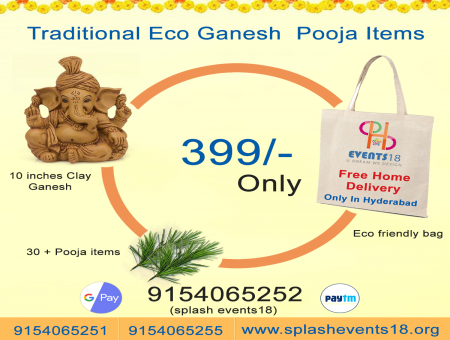 Traditional Eco Ganesh Pooja Items
10 inches Clay
Ganesh
399/-
Only
EVENTS18
Free Home
Delivery
Only In Hyderabad
Eco friendly bag
30 + Pooja items
G Pay
9154065252
(splash events18)
paytm
9154065251
9154065255
www.splashevents18.org